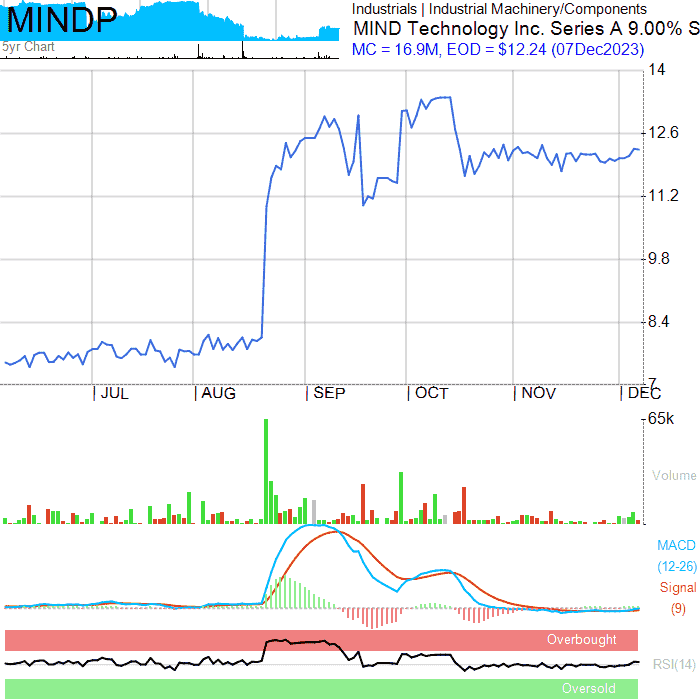 MINDP
5yr Chart
Industrials | Industrial Machinery/Components
MIND Technology Inc. Series A 9.00% S
MC = 16.9M, EOD = $12.24 (07Dec2023)
14
12.6
11.2
9.8
8.4
7
JUL
AUG
SEP
OCT
NOV
DEC
65k
Volume
MACD
(12-26)
Signal
(9)
Overbought
RSI(14)
Oversold